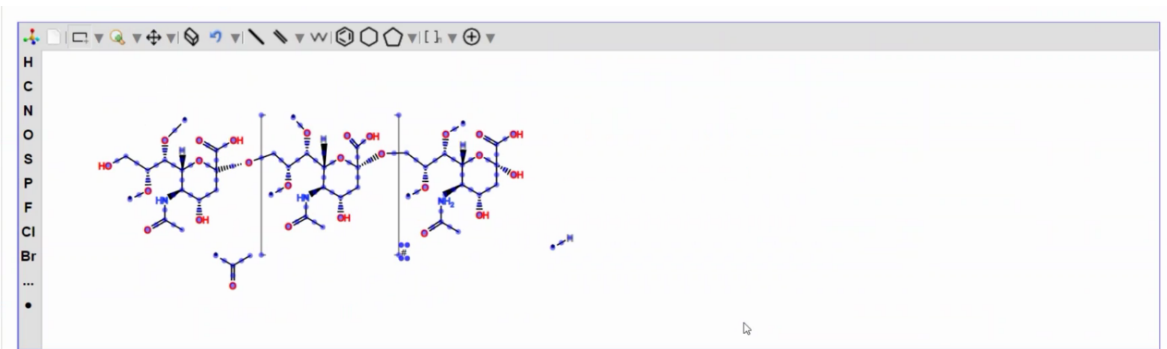 [ ]
H
C
N
O
S
P
F
Cl
Br
...
H O O OH
HO O O
O HN O OH
O
H O O OH
O O
O HN O OH
O
n
H O O OH
OH
O NH2 O OH
O
H
O